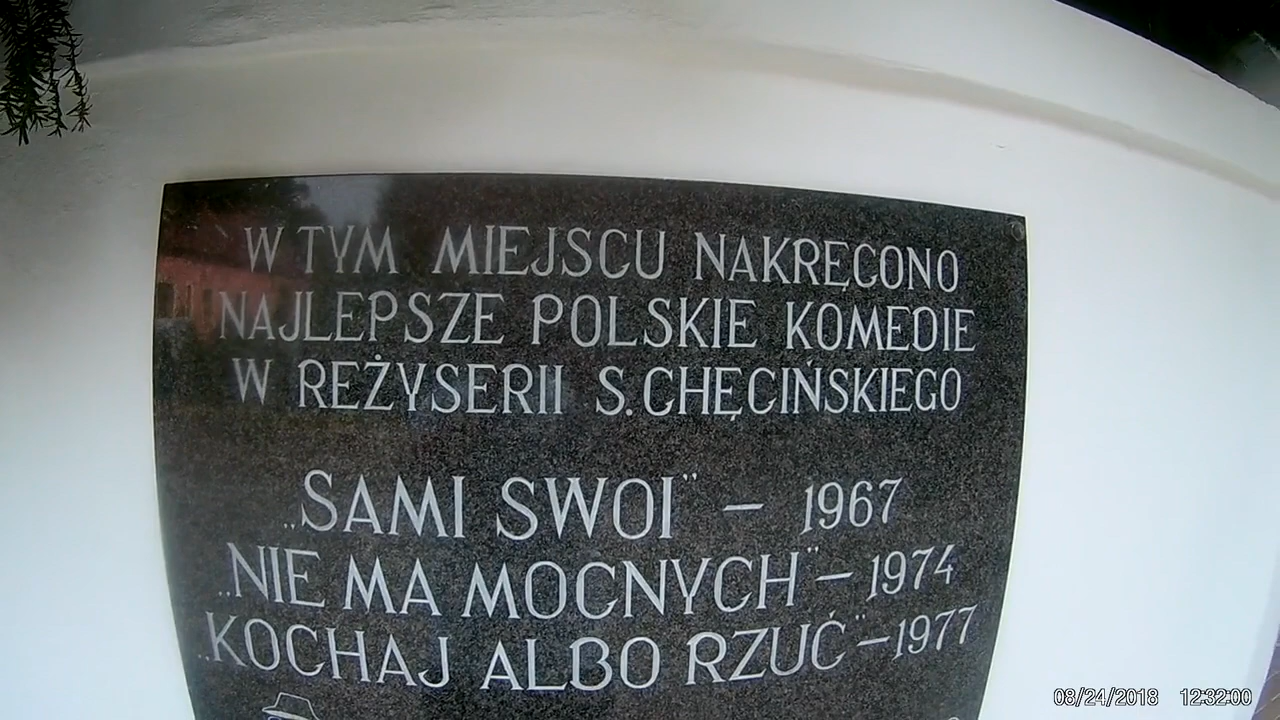 W TYM MIEJSCU NAKRĘCONO
NAJLEPSZE POLSKIE KOMEDIE
W REŻYSERII S. CHĘCIŃSKIEGO
„SAMI SWOI” – 1967
„NIE MA MOCNYCH” – 1974
„KOCHAJ ALBO RZUĆ” – 1977
08/24/2018 12:32:00